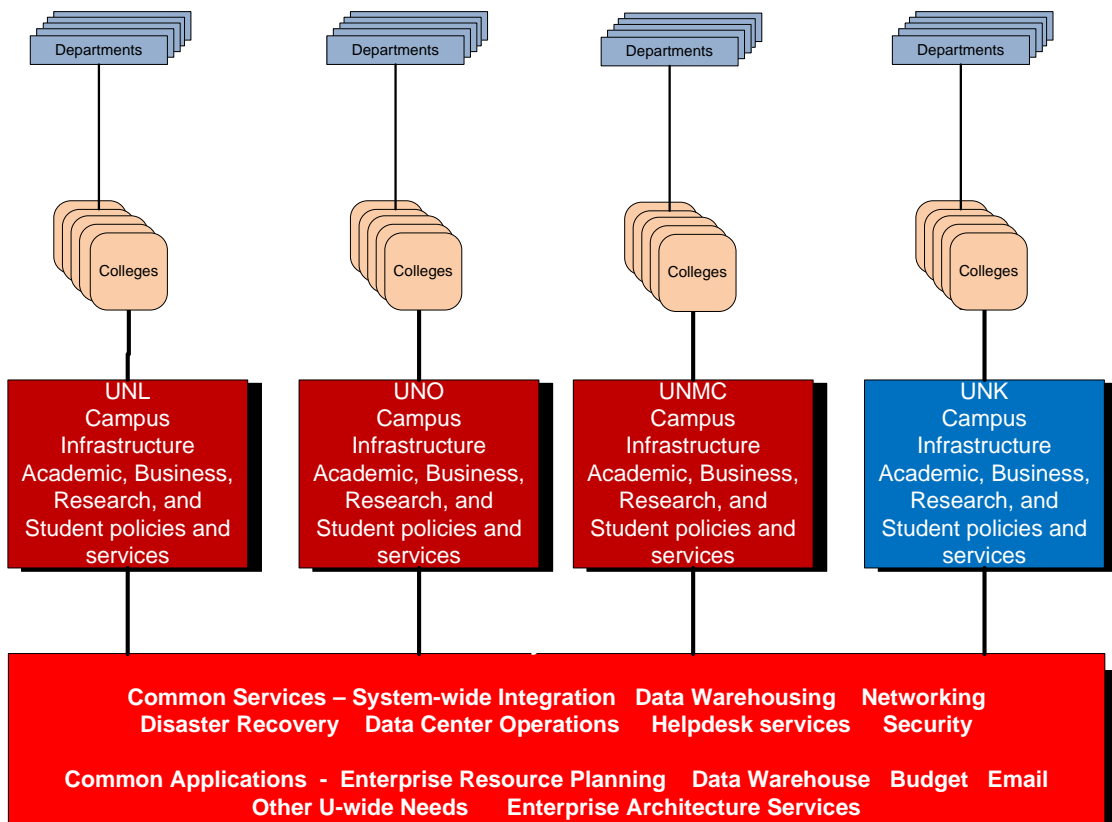 Departments
Departments
Departments
Departments
Colleges
Colleges
Colleges
Colleges
UNL
Campus
Infrastructure
Academic, Business,
Research, and
Student policies and
services
UNO
Campus
Infrastructure
Academic, Business,
Research, and
Student policies and
services
UNMC
Campus
Infrastructure
Academic, Business,
Research, and
Student policies and
services
UNK
Campus
Infrastructure
Academic, Business,
Research, and
Student policies and
services
Common Services – System-wide Integration Data Warehousing Networking
Disaster Recovery Data Center Operations Helpdesk services Security
Common Applications - Enterprise Resource Planning Data Warehouse Budget Email
Other U-wide Needs Enterprise Architecture Services